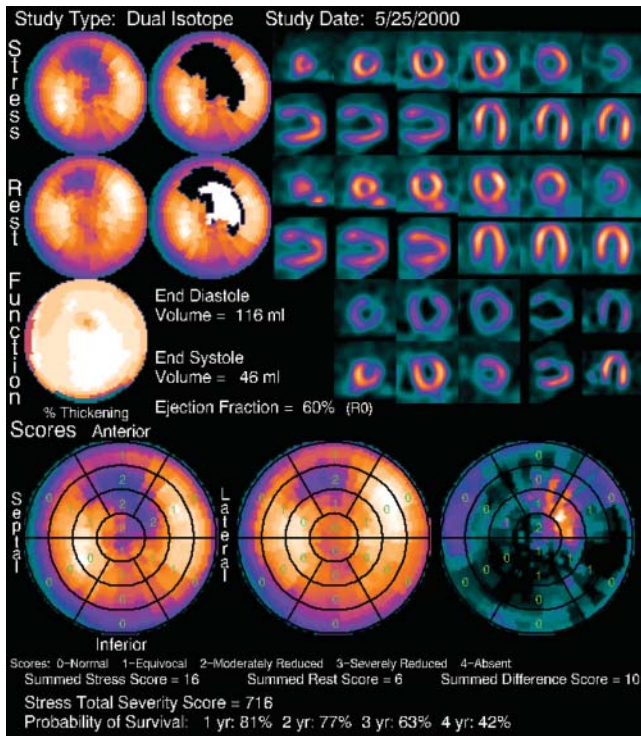 Study Type: Dual Isotope Study Date: 5/25/2000
Stress
Rest
Function
End Diastole
Volume = 116 ml
End Systole
Volume = 46 ml
Ejection Fraction = 60% (R0)
% Thickening
Scores Anterior
Septal
Lateral
Inferior
Scores: 0-Normal 1-Equivocal 2-Moderately Reduced 3-Severely Reduced 4-Absent
Summed Stress Score = 16 Summed Rest Score = 6 Summed Difference Score = 10
Stress Total Severity Score = 716
Probability of Survival: 1 yr: 81% 2 yr: 77% 3 yr: 63% 4 yr: 42%